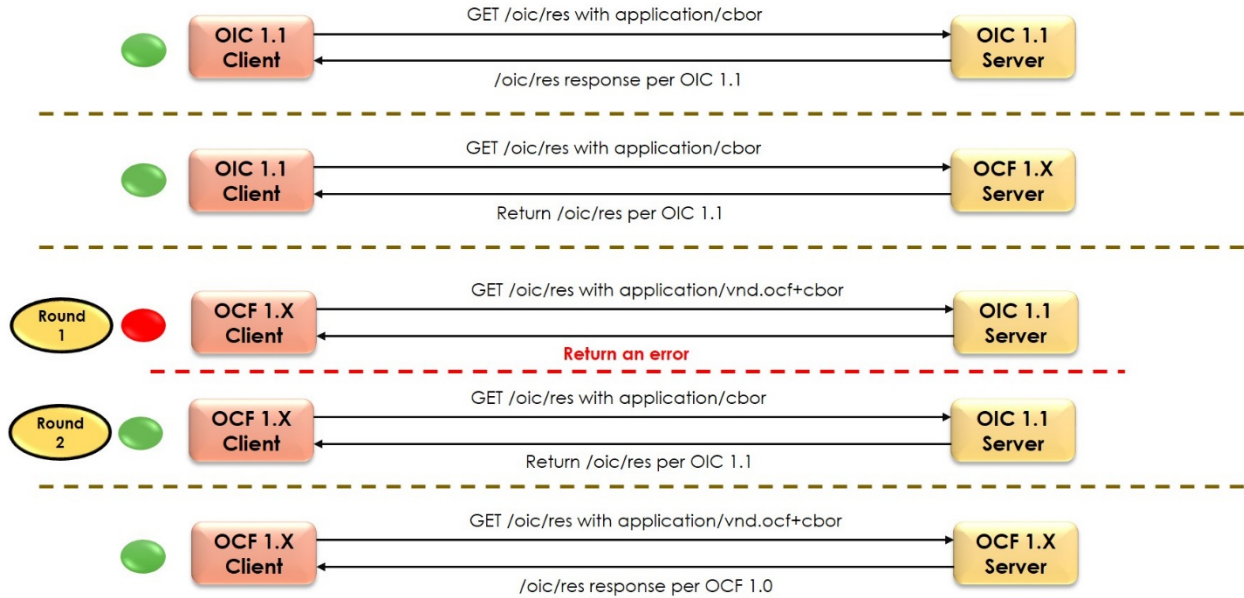 GET /oic/res with application/cbor
OIC 1.1
Client
OIC 1.1
Server
/oic/res response per OIC 1.1
GET /oic/res with application/cbor
OIC 1.1
Client
OCF 1.X
Server
Return /oic/res per OIC 1.1
GET /oic/res with application/vnd.ocf+cbor
Round
1
OCF 1.X
Client
OIC 1.1
Server
Return an error
GET /oic/res with application/cbor
Round
2
OCF 1.X
Client
OIC 1.1
Server
Return /oic/res per OIC 1.1
GET /oic/res with application/vnd.ocf+cbor
OCF 1.X
Client
OCF 1.X
Server
/oic/res response per OCF 1.0